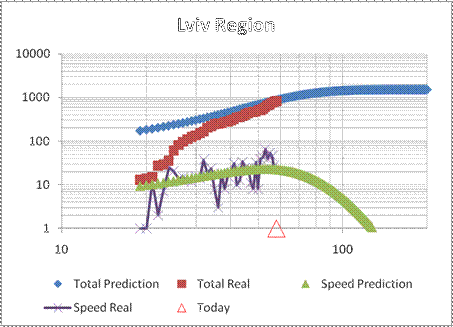 Lviv Region
10000
1000
100
10
1
10
100
Total Prediction
Total Real
Speed Prediction
Speed Real
Today